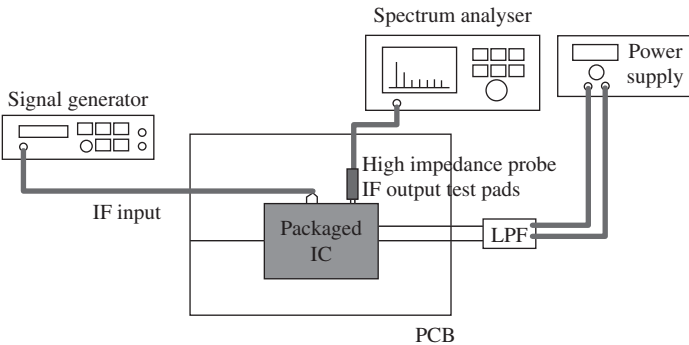 Spectrum analyser
Power
supply
Signal generator
High impedance probe
IF output test pads
IF input
Packaged
IC
LPF
PCB